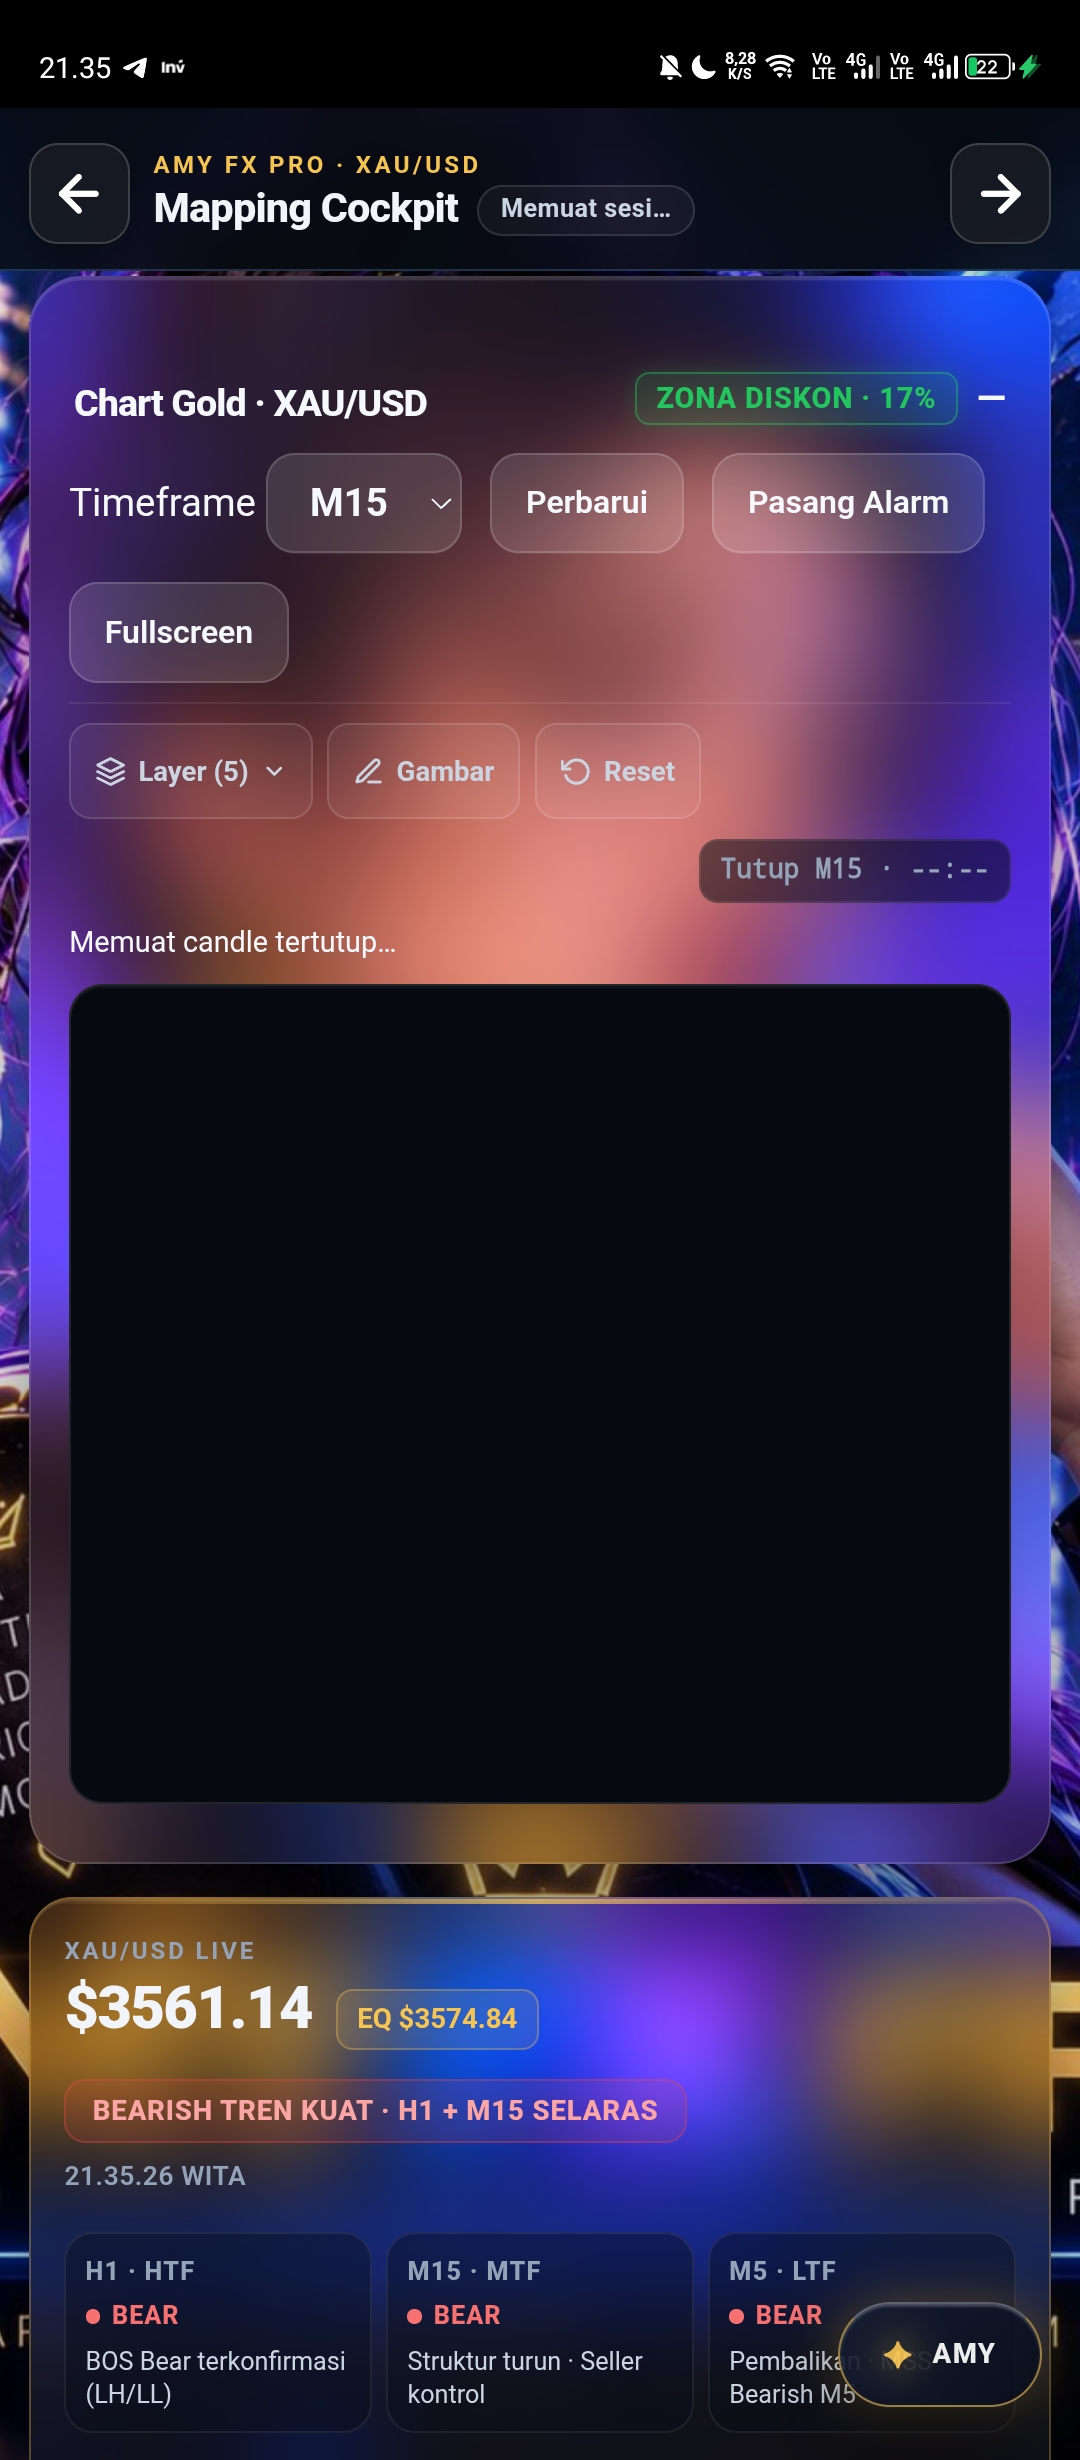 21.35 Inv 8,28 K/S Vo LTE 4G Vo LTE 4G 22
AMY FX PRO · XAU/USD
Mapping Cockpit Memuat sesi...
Chart Gold · XAU/USD ZONA DISKON · 17%
Timeframe M15 Perbarui Pasang Alarm
Fullscreen
Layer (5) Gambar Reset
Tutup M15 · --:--
Memuat candle tertutup...
XAU/USD LIVE
$3561.14 EQ $3574.84
BEARISH TREN KUAT · H1 + M15 SELARAS
21.35.26 WITA
H1 · HTF
BEAR
BOS Bear terkonfirmasi
(LH/LL)
M15 · MTF
BEAR
Struktur turun · Seller
kontrol
M5 · LTF
BEAR
Pembalikan · MSS
Bearish M5
AMY